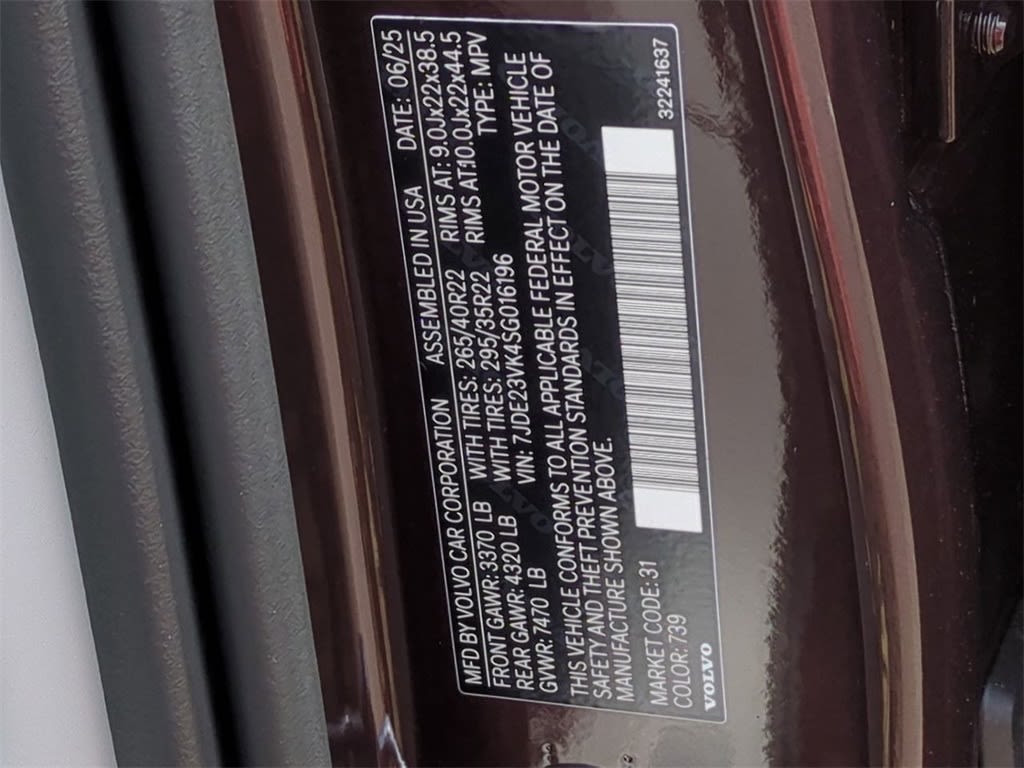 MFD BY VOLVO CAR CORPORATION ASSEMBLED IN USA DATE: 06/25
FRONT GAWR: 3370 LB WITH TIRES: 265/40R22 RIMS AT: 9.0Jx22x38.5
REAR GAWR: 4320 LB WITH TIRES: 295/35R22 RIMS AT:10.0Jx22x44.5
GVWR: 7470 LB VIN: 7JDE23VK4SG016196 TYPE: MPV
THIS VEHICLE CONFORMS TO ALL APPLICABLE FEDERAL MOTOR VEHICLE
SAFETY AND THEFT PREVENTION STANDARDS IN EFFECT ON THE DATE OF
MANUFACTURE SHOWN ABOVE.
MARKET CODE: 31
COLOR: 739
VOLVO
32241637